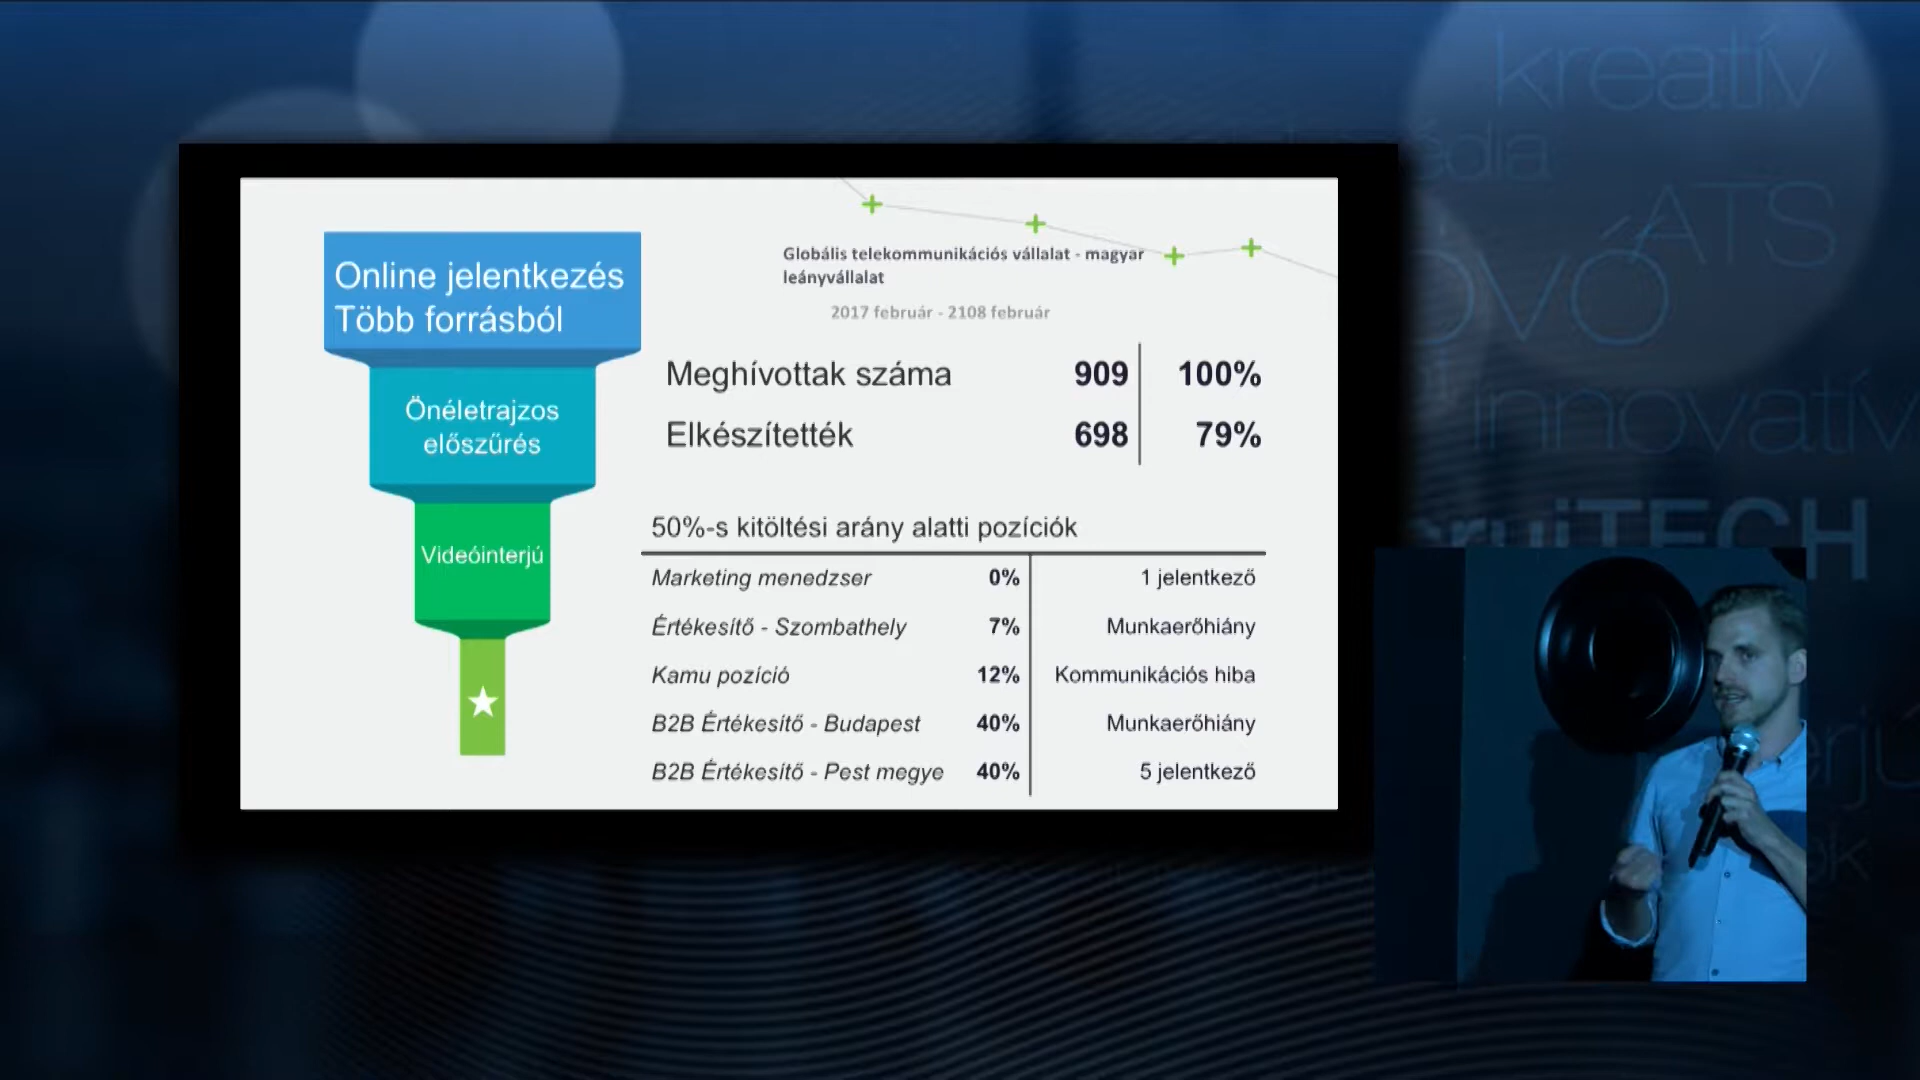 kreatív
ATS
innovatív
Online jelentkezés
Több forrásból
Önéletrajzos
előszűrés
Videóinterjú
Globális telekommunikációs vállalat - magyar
leányvállalat
2017 február - 2108 február
Meghívottak száma 909 100%
Elkészítették 698 79%
50%-s kitöltési arány alatti pozíciók
Marketing menedzser 0% 1 jelentkező
Értékesítő - Szombathely 7% Munkaerőhiány
Kamu pozíció 12% Kommunikációs hiba
B2B Értékesítő - Budapest 40% Munkaerőhiány
B2B Értékesítő - Pest megye 40% 5 jelentkező